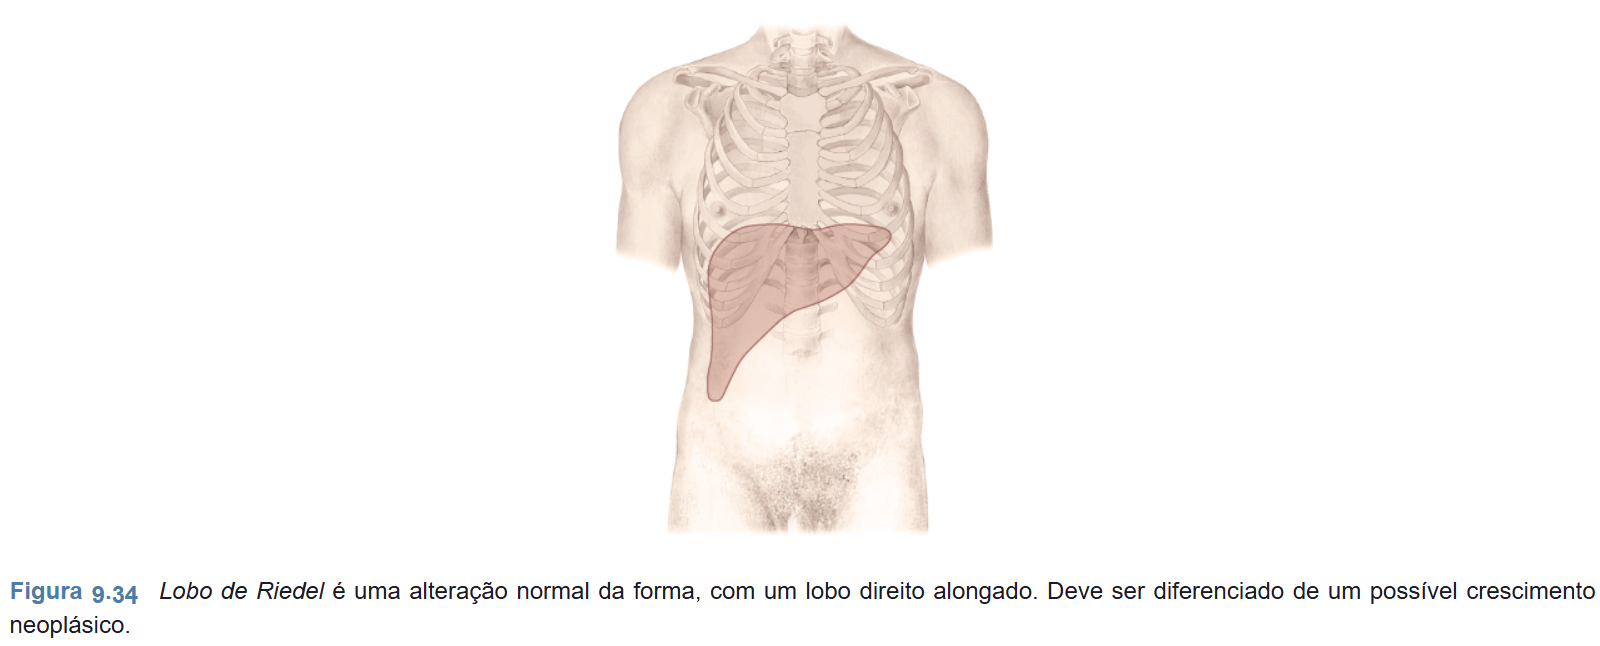 Figura 9.34 Lobo de Riedel é uma alteração normal da forma, com um lobo direito alongado. Deve ser diferenciado de um possível crescimento
neoplásico.